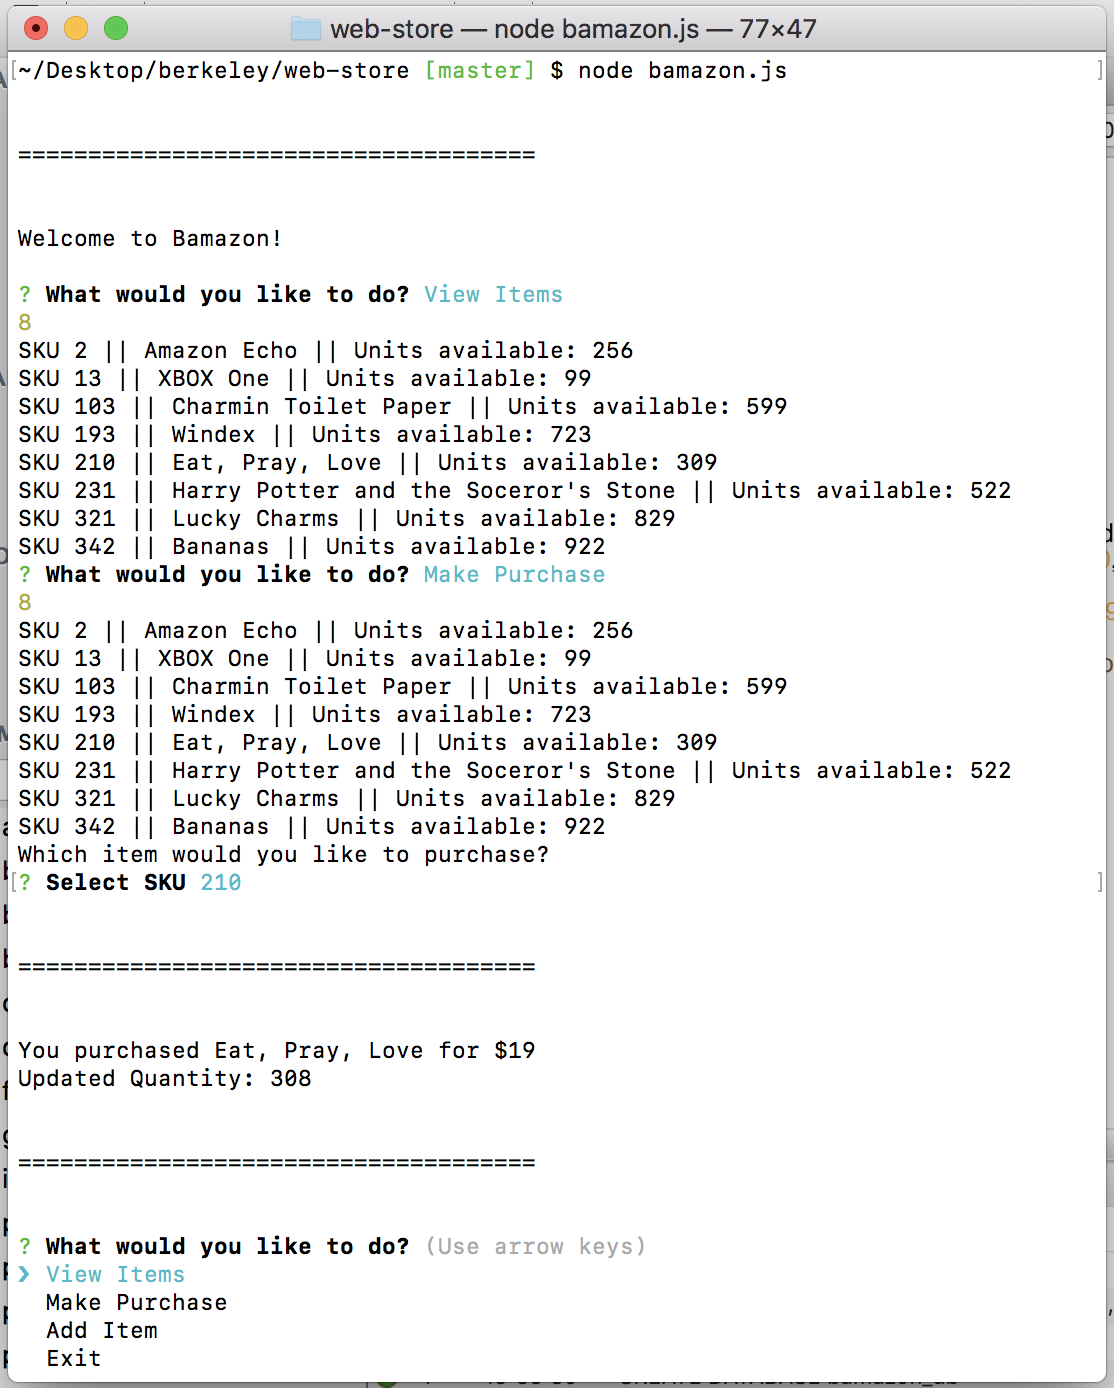 web-store — node bamazon.js — 77×47
[~/Desktop/berkeley/web-store [master] $ node bamazon.js ]
=====================================
Welcome to Bamazon!
? What would you like to do? View Items
8
SKU 2 || Amazon Echo || Units available: 256
SKU 13 || XBOX One || Units available: 99
SKU 103 || Charmin Toilet Paper || Units available: 599
SKU 193 || Windex || Units available: 723
SKU 210 || Eat, Pray, Love || Units available: 309
SKU 231 || Harry Potter and the Soceror's Stone || Units available: 522
SKU 321 || Lucky Charms || Units available: 829
SKU 342 || Bananas || Units available: 922
? What would you like to do? Make Purchase
8
SKU 2 || Amazon Echo || Units available: 256
SKU 13 || XBOX One || Units available: 99
SKU 103 || Charmin Toilet Paper || Units available: 599
SKU 193 || Windex || Units available: 723
SKU 210 || Eat, Pray, Love || Units available: 309
SKU 231 || Harry Potter and the Soceror's Stone || Units available: 522
SKU 321 || Lucky Charms || Units available: 829
SKU 342 || Bananas || Units available: 922
Which item would you like to purchase?
[? Select SKU 210 ]
=====================================
You purchased Eat, Pray, Love for $19
Updated Quantity: 308
=====================================
? What would you like to do? (Use arrow keys)
❯ View Items
Make Purchase
Add Item
Exit